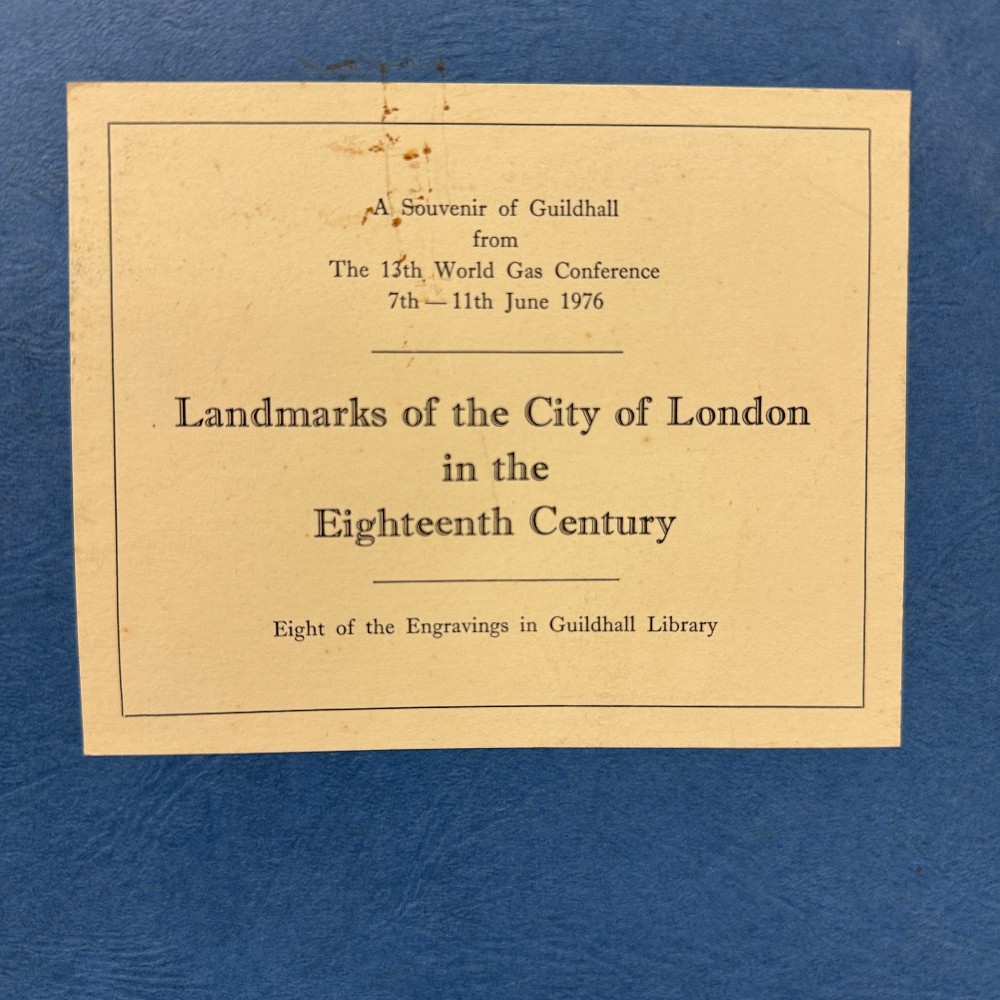 A Souvenir of Guildhall
from
The 13th World Gas Conference
7th — 11th June 1976
Landmarks of the City of London
in the
Eighteenth Century
Eight of the Engravings in Guildhall Library